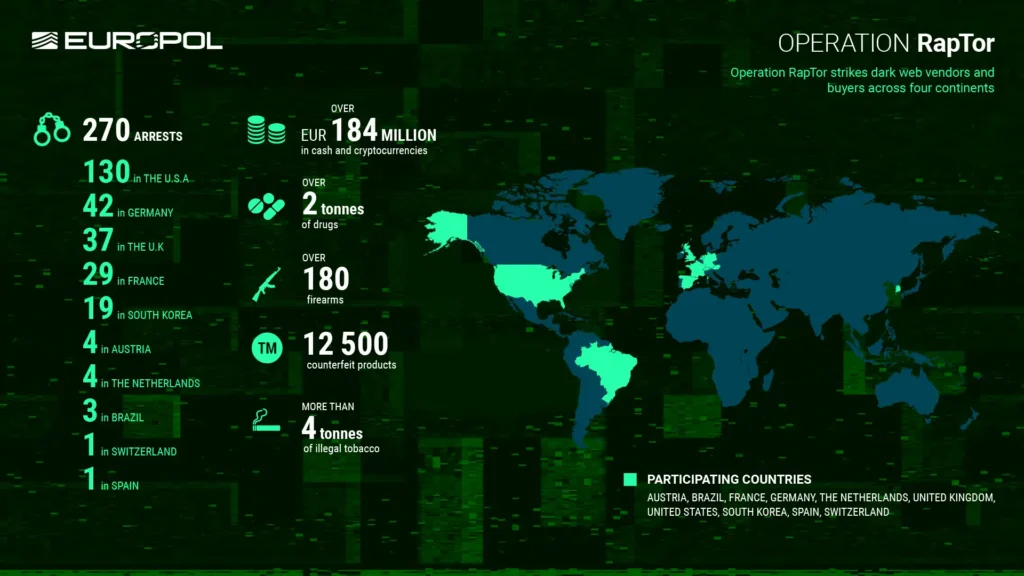 EUROPOL
OPERATION RapTor
Operation RapTor strikes dark web vendors and
buyers across four continents
270 ARRESTS
130 in THE U.S.A
42 in GERMANY
37 in THE U.K
29 in FRANCE
19 in SOUTH KOREA
4 in AUSTRIA
4 in THE NETHERLANDS
3 in BRAZIL
1 in SWITZERLAND
1 in SPAIN
OVER
EUR 184 MILLION
in cash and cryptocurrencies
OVER
2 tonnes
of drugs
OVER
180
firearms
TM
12 500
counterfeit products
MORE THAN
4 tonnes
of illegal tobacco
PARTICIPATING COUNTRIES
AUSTRIA, BRAZIL, FRANCE, GERMANY, THE NETHERLANDS, UNITED KINGDOM,
UNITED STATES, SOUTH KOREA, SPAIN, SWITZERLAND